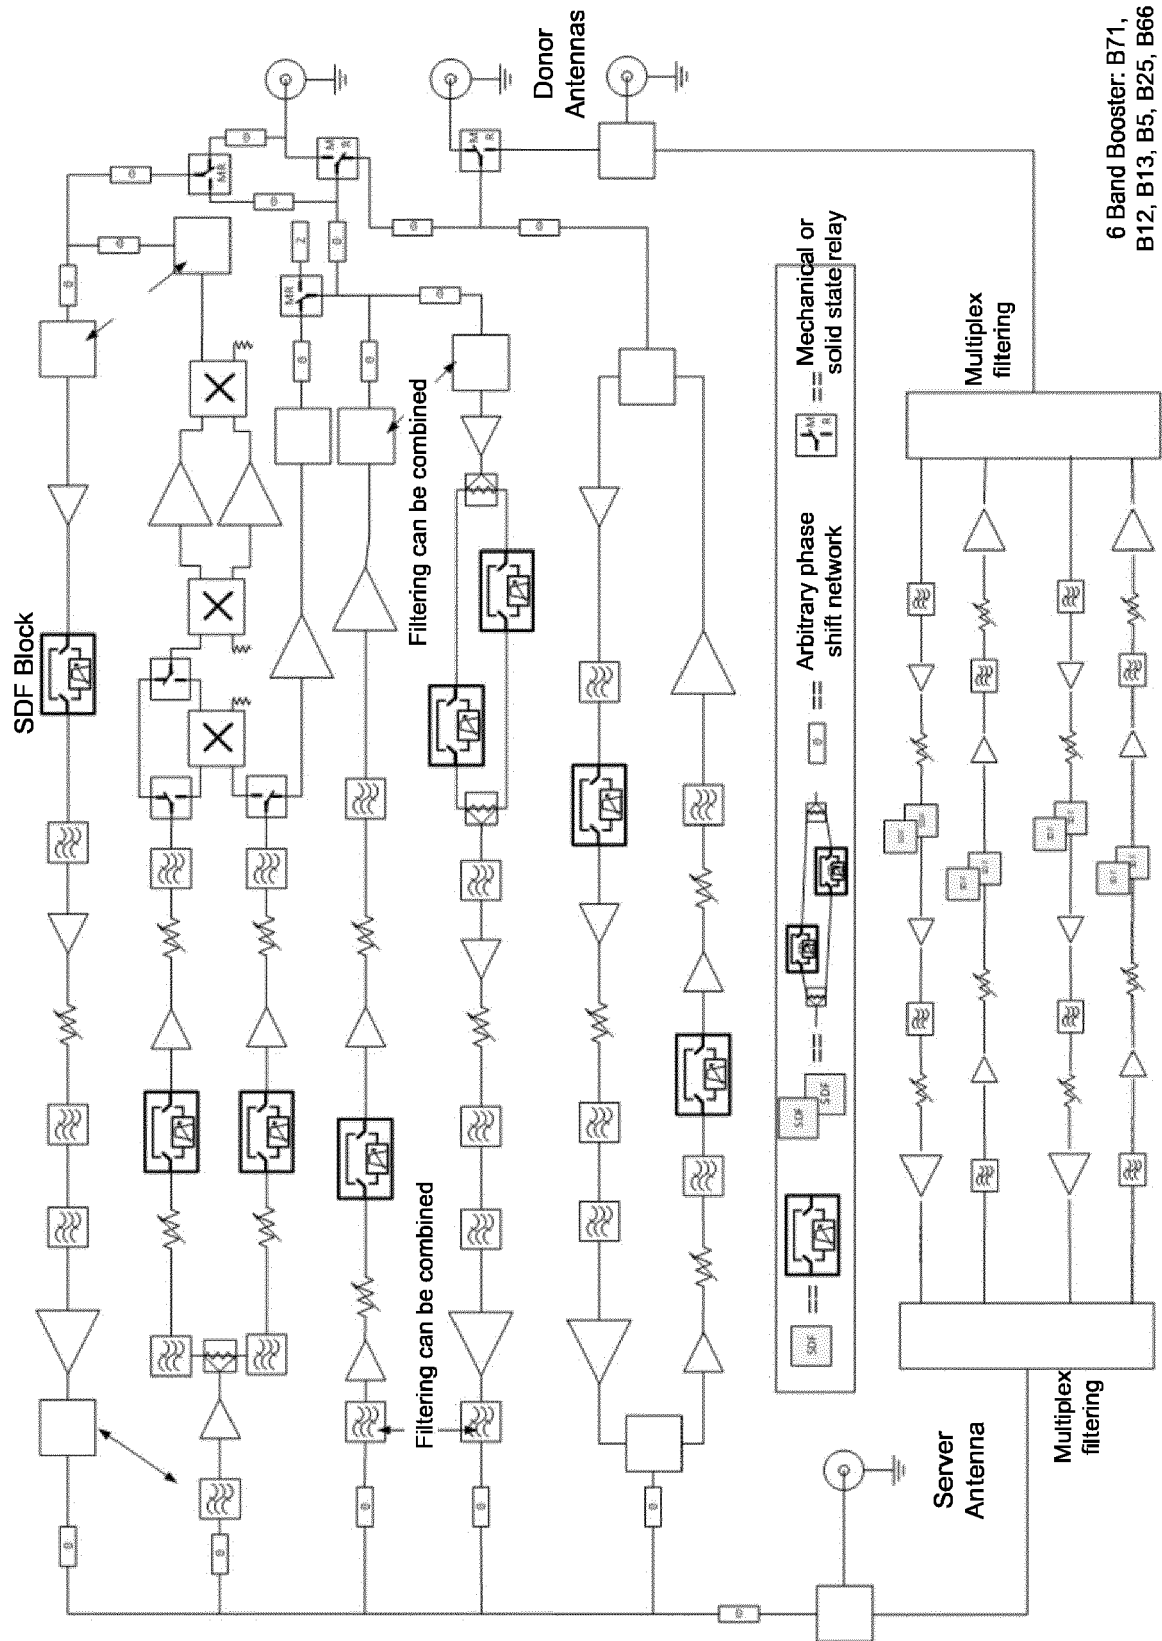 6 Band Booster: B71,
B12, B13, B5, B25, B66
Donor
Antennas
SDF Block
MR
M
R
M
R
MR
Z
Filtering can be combined
Filtering can be combined
SDF
==
SDF
SDF
==
θ
==
Arbitrary phase
shift network
M
R
==
Mechanical or
solid state relay
Multiplex
filtering
Multiplex
filtering
Server
Antenna